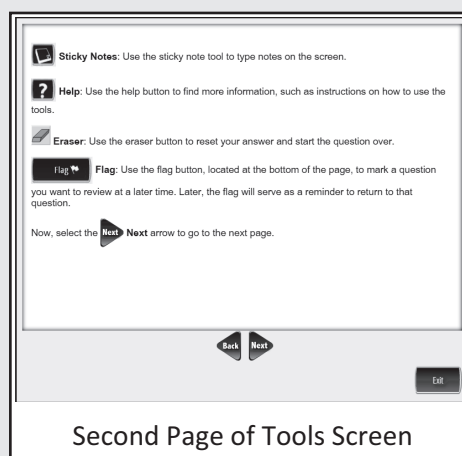 Sticky Notes: Use the sticky note tool to type notes on the screen.
? Help: Use the help button to find more information, such as instructions on how to use the
tools.
Eraser: Use the eraser button to reset your answer and start the question over.
Flag Flag: Use the flag button, located at the bottom of the page, to mark a question
you want to review at a later time. Later, the flag will serve as a reminder to return to that
question.
Now, select the Next Next arrow to go to the next page.
Back Next
Exit
Second Page of Tools Screen